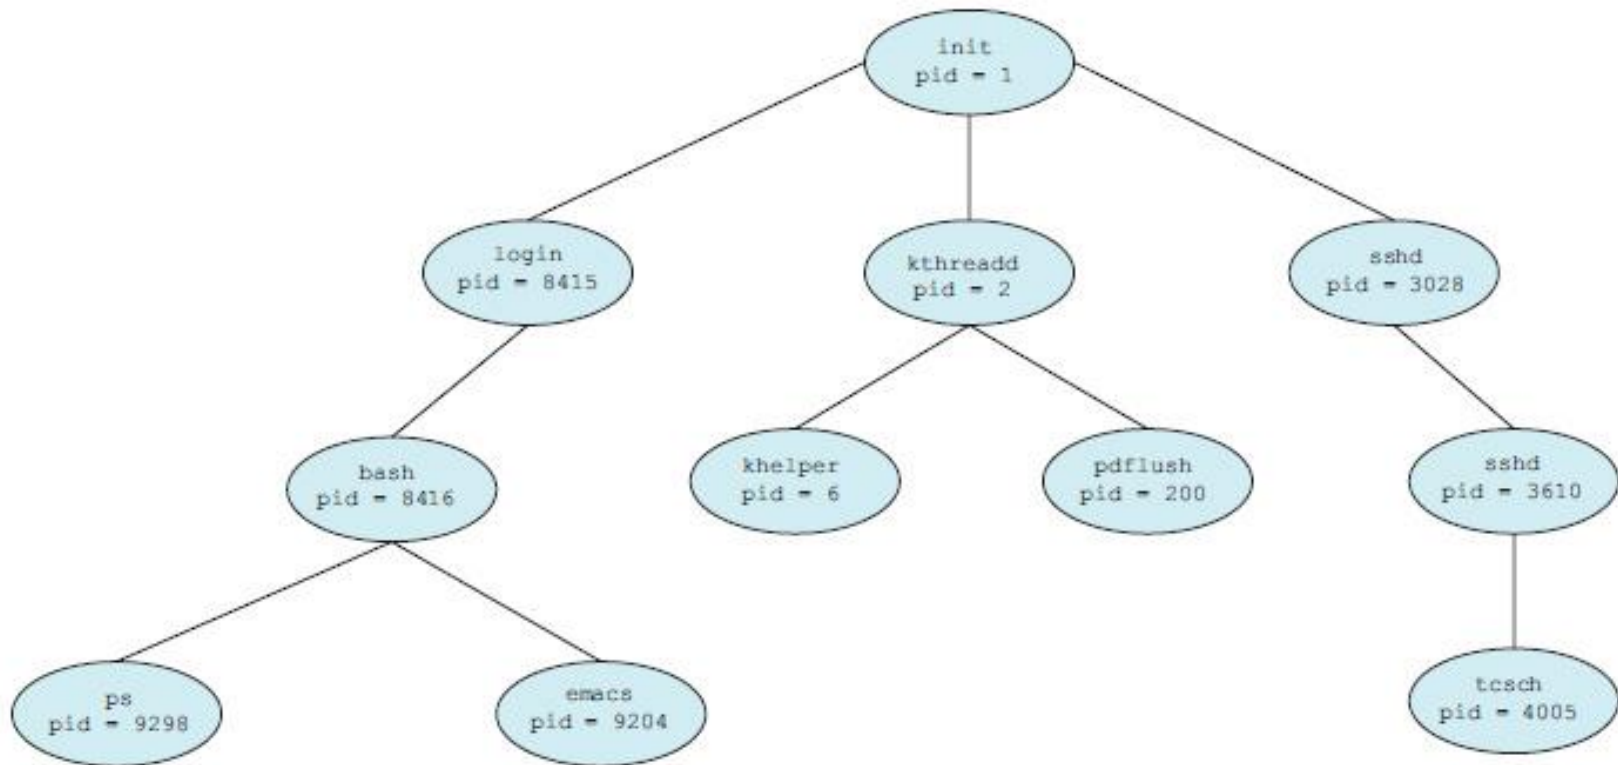 init
pid = 1
login
pid = 8415
kthreadd
pid = 2
sshd
pid = 3028
bash
pid = 8416
khelper
pid = 6
pdflush
pid = 200
sshd
pid = 3610
ps
pid = 9298
emacs
pid = 9204
tcsch
pid = 4005